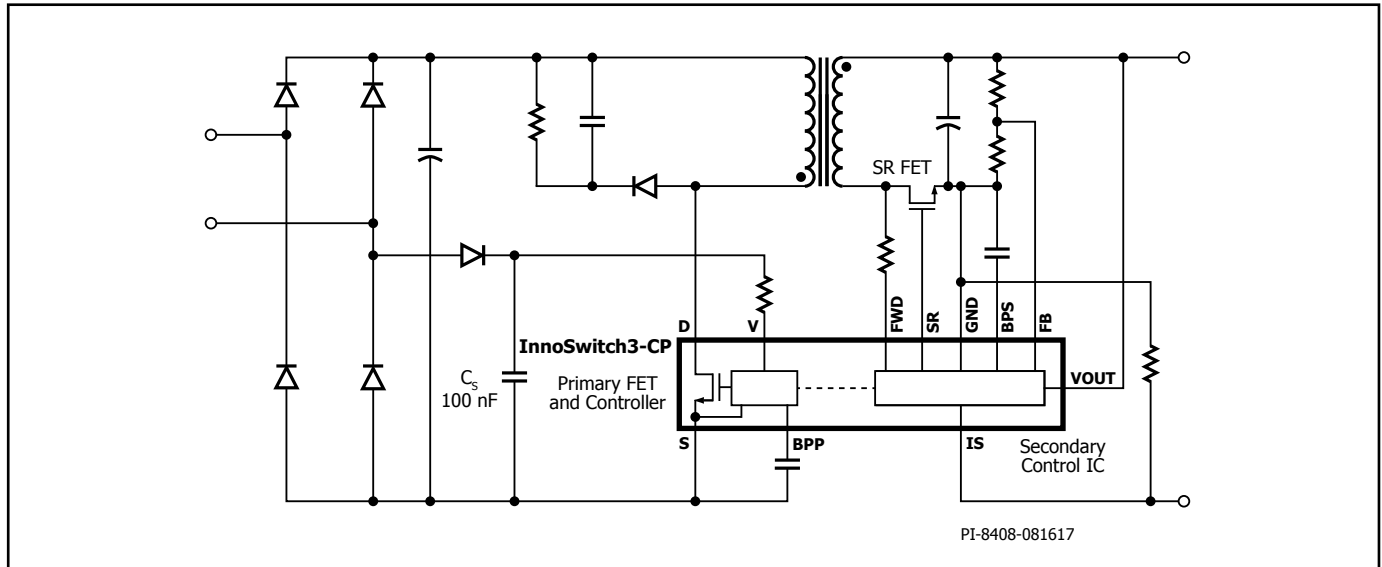 SR FET
FWD
SR
GND
BPS
FB
D
V
InnoSwitch3-CP
VOUT
Cs
100 nF
Primary FET
and Controller
S
BPP
IS
Secondary
Control IC
PI-8408-081617